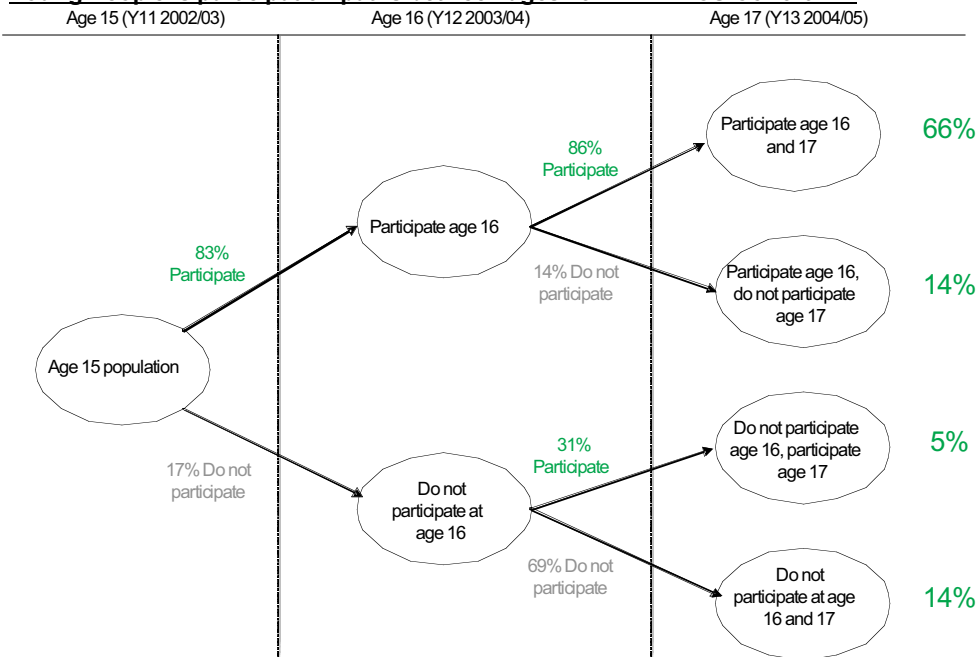 Age 15 (Y11 2002/03)
Age 16 (Y12 2003/04)
Age 17 (Y13 2004/05)
Age 15 population
83%
Participate
17% Do not
participate
Participate age 16
Do not
participate at
age 16
86%
Participate
14% Do not
participate
31%
Participate
69% Do not
participate
Participate age 16
and 17
66%
Participate age 16,
do not participate
age 17
14%
Do not participate
age 16, participate
age 17
5%
Do not
participate at age
16 and 17
14%